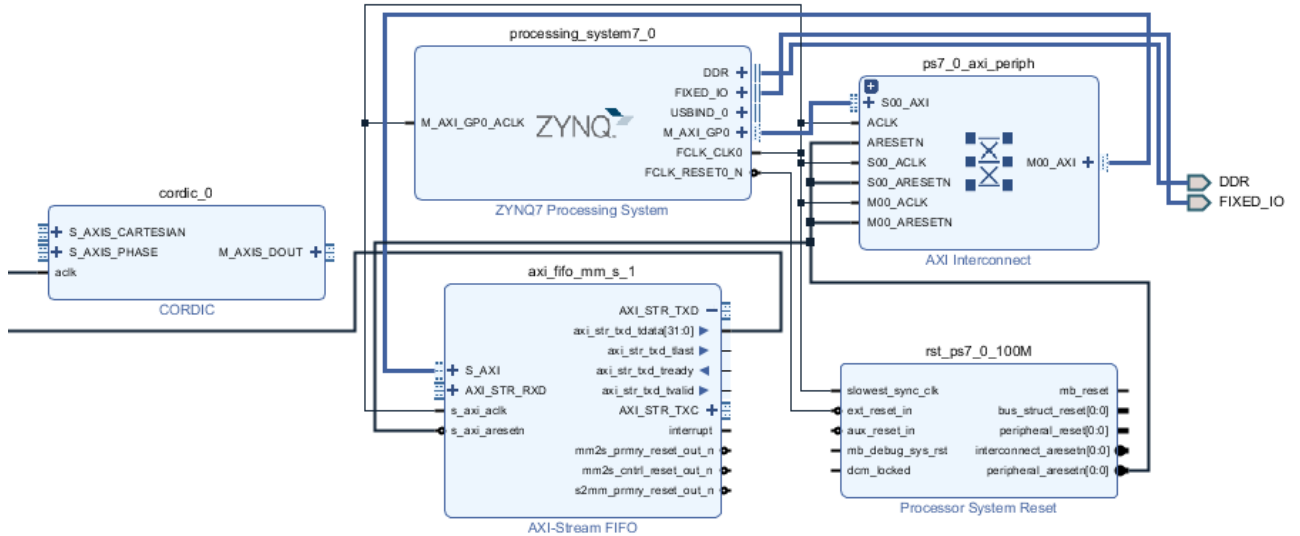 processing_system7_0
DDR
FIXED_IO
USBIND_0
M_AXI_GP0
FCLK_CLK0
FCLK_RESET0_N
M_AXI_GP0_ACLK
ZYNQ
ZYNQ7 Processing System
ps7_0_axi_periph
S00_AXI
ACLK
ARESETN
S00_ACLK
S00_ARESETN
M00_ACLK
M00_ARESETN
M00_AXI
AXI Interconnect
DDR
FIXED_IO
cordic_0
S_AXIS_CARTESIAN
S_AXIS_PHASE
aclk
M_AXIS_DOUT
CORDIC
axi_fifo_mm_s_1
S_AXI
AXI_STR_RXD
s_axi_aclk
s_axi_aresetn
AXI_STR_TXD
axi_str_txd_tdata[31:0]
axi_str_txd_tlast
axi_str_txd_tready
axi_str_txd_tvalid
AXI_STR_TXC
interrupt
mm2s_prmry_reset_out_n
mm2s_cntrl_reset_out_n
s2mm_prmry_reset_out_n
AXI-Stream FIFO
rst_ps7_0_100M
slowest_sync_clk
ext_reset_in
aux_reset_in
mb_debug_sys_rst
dcm_locked
mb_reset
bus_struct_reset[0:0]
peripheral_reset[0:0]
interconnect_aresetn[0:0]
peripheral_aresetn[0:0]
Processor System Reset